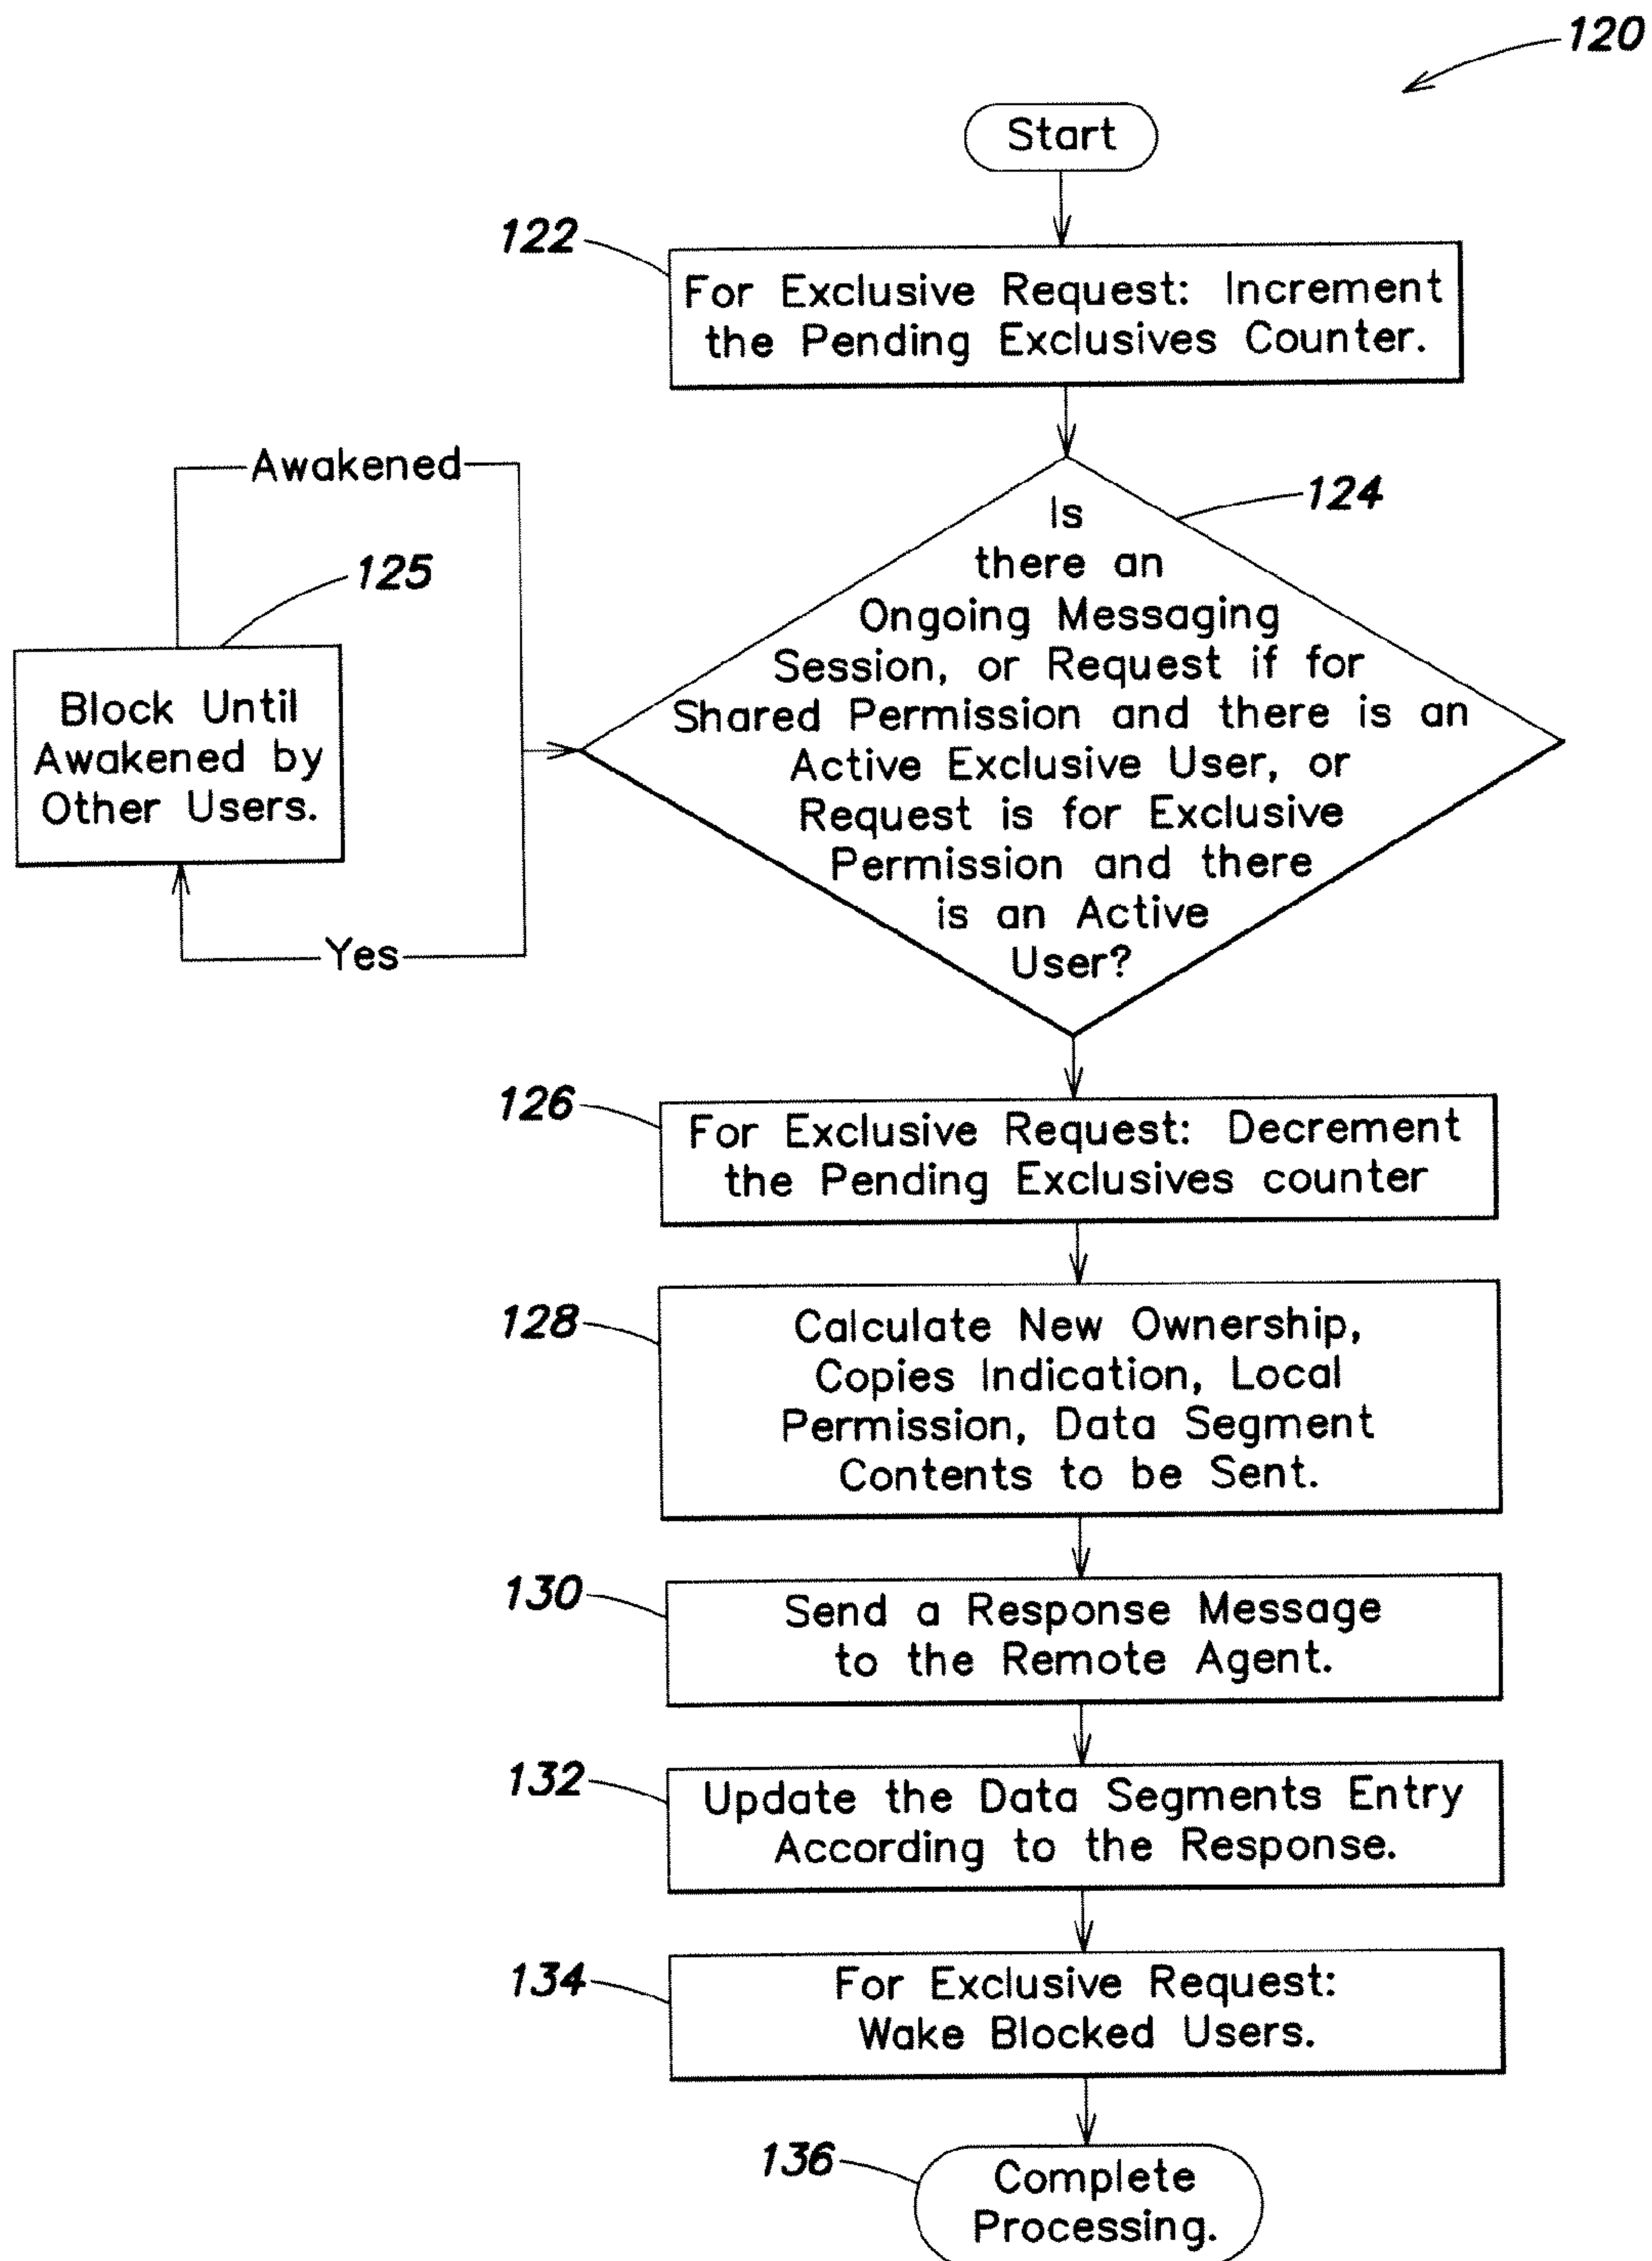 120
Start
122
For Exclusive Request: Increment
the Pending Exclusives Counter.
Awakened
124
Is
there an
Ongoing Messaging
Session, or Request if for
Shared Permission and there is an
Active Exclusive User, or
Request is for Exclusive
Permission and there
is an Active
User?
125
Block Until
Awakened by
Other Users.
Yes
126
For Exclusive Request: Decrement
the Pending Exclusives counter
128
Calculate New Ownership,
Copies Indication, Local
Permission, Data Segment
Contents to be Sent.
130
Send a Response Message
to the Remote Agent.
132
Update the Data Segments Entry
According to the Response.
134
For Exclusive Request:
Wake Blocked Users.
136
Complete
Processing.